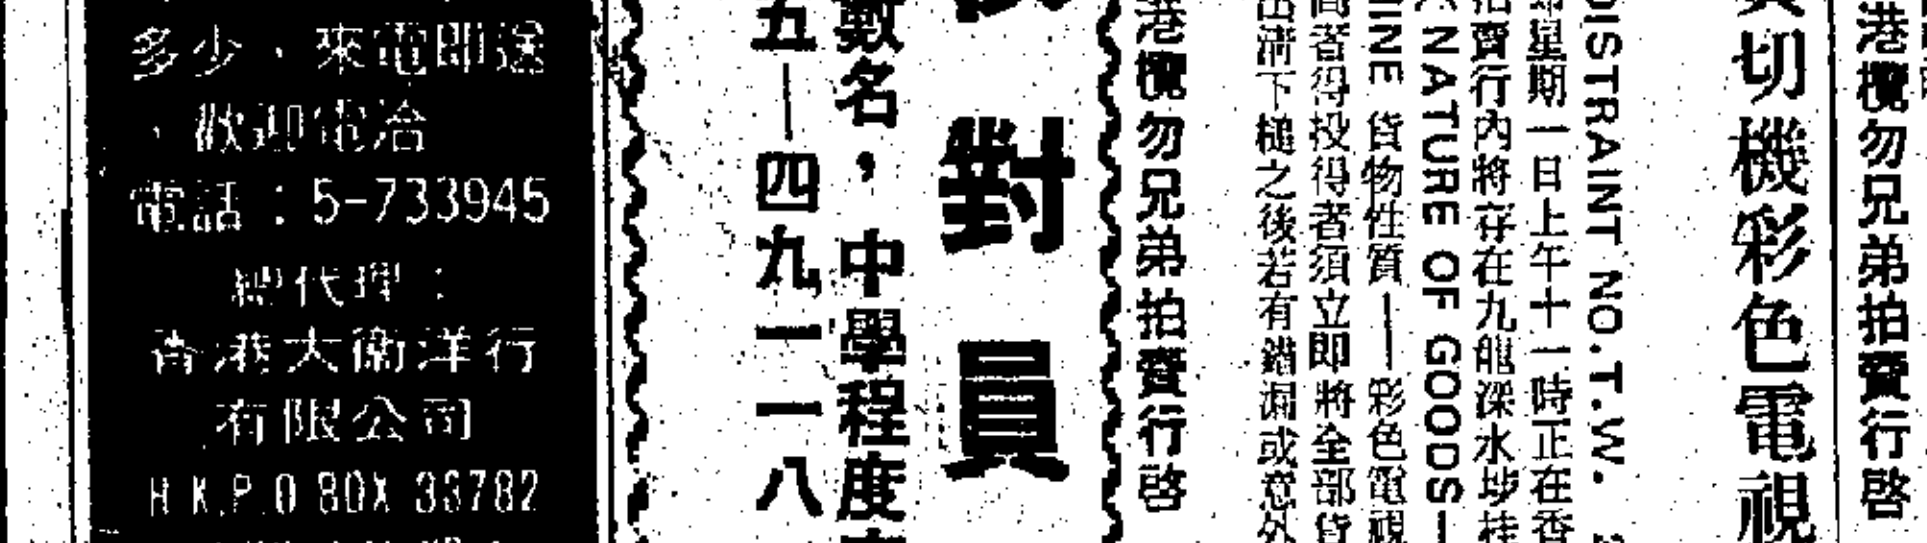 多少，來電即送
，歡迎電洽
電話：5-733945
總代理：
香港大衛洋行
有限公司
H.K.P.O BOX 33782
港欖勿兄弟拍賣行啓
切機彩色電視
DISTRAINT NO.T.W.
星期一日上午十一時正在香
賣行內將存在九龍深水埗桂
NATURE OF GOODS—
INE 貨物性質——彩色電視
者得投得者須立即將全部貨
清下槌之後若有錯漏或意外
港欖勿兄弟拍賣行啓
對員
數名，中學程度
五—四九一一八